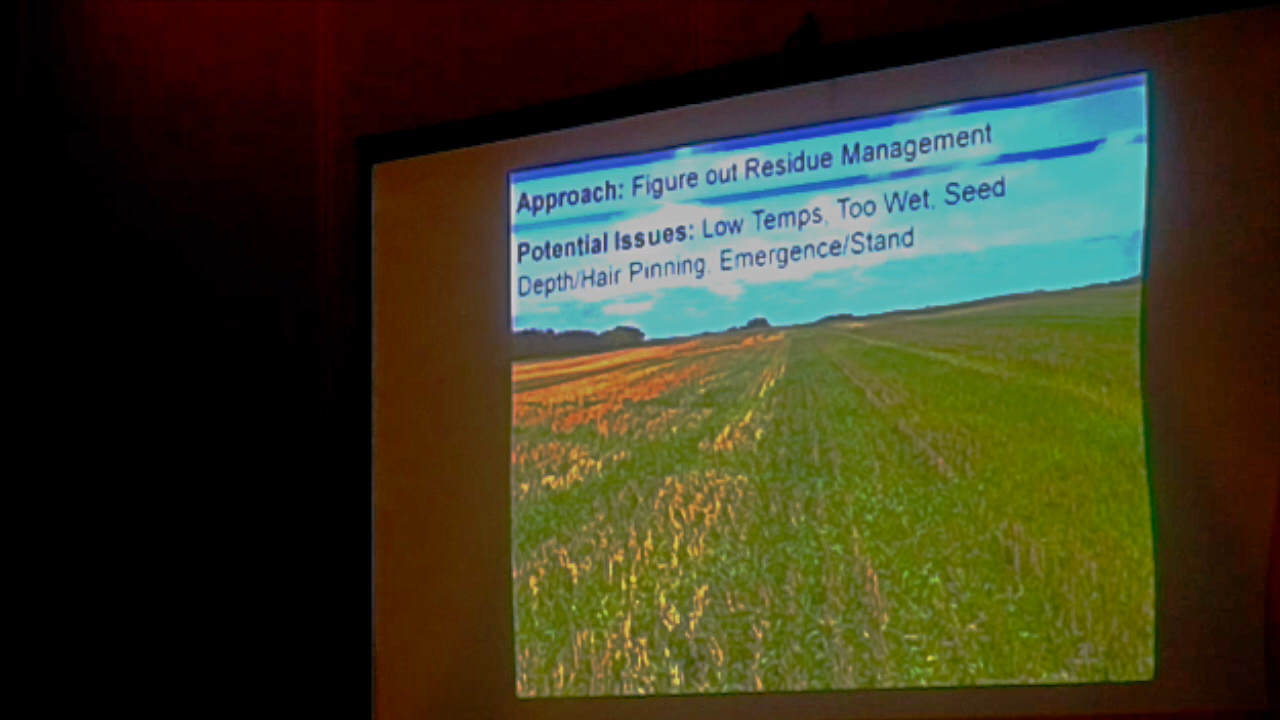 Approach: Figure out Residue Management
Potential Issues: Low Temps, Too Wet, Seed
Depth/Hair Pinning, Emergence/Stand